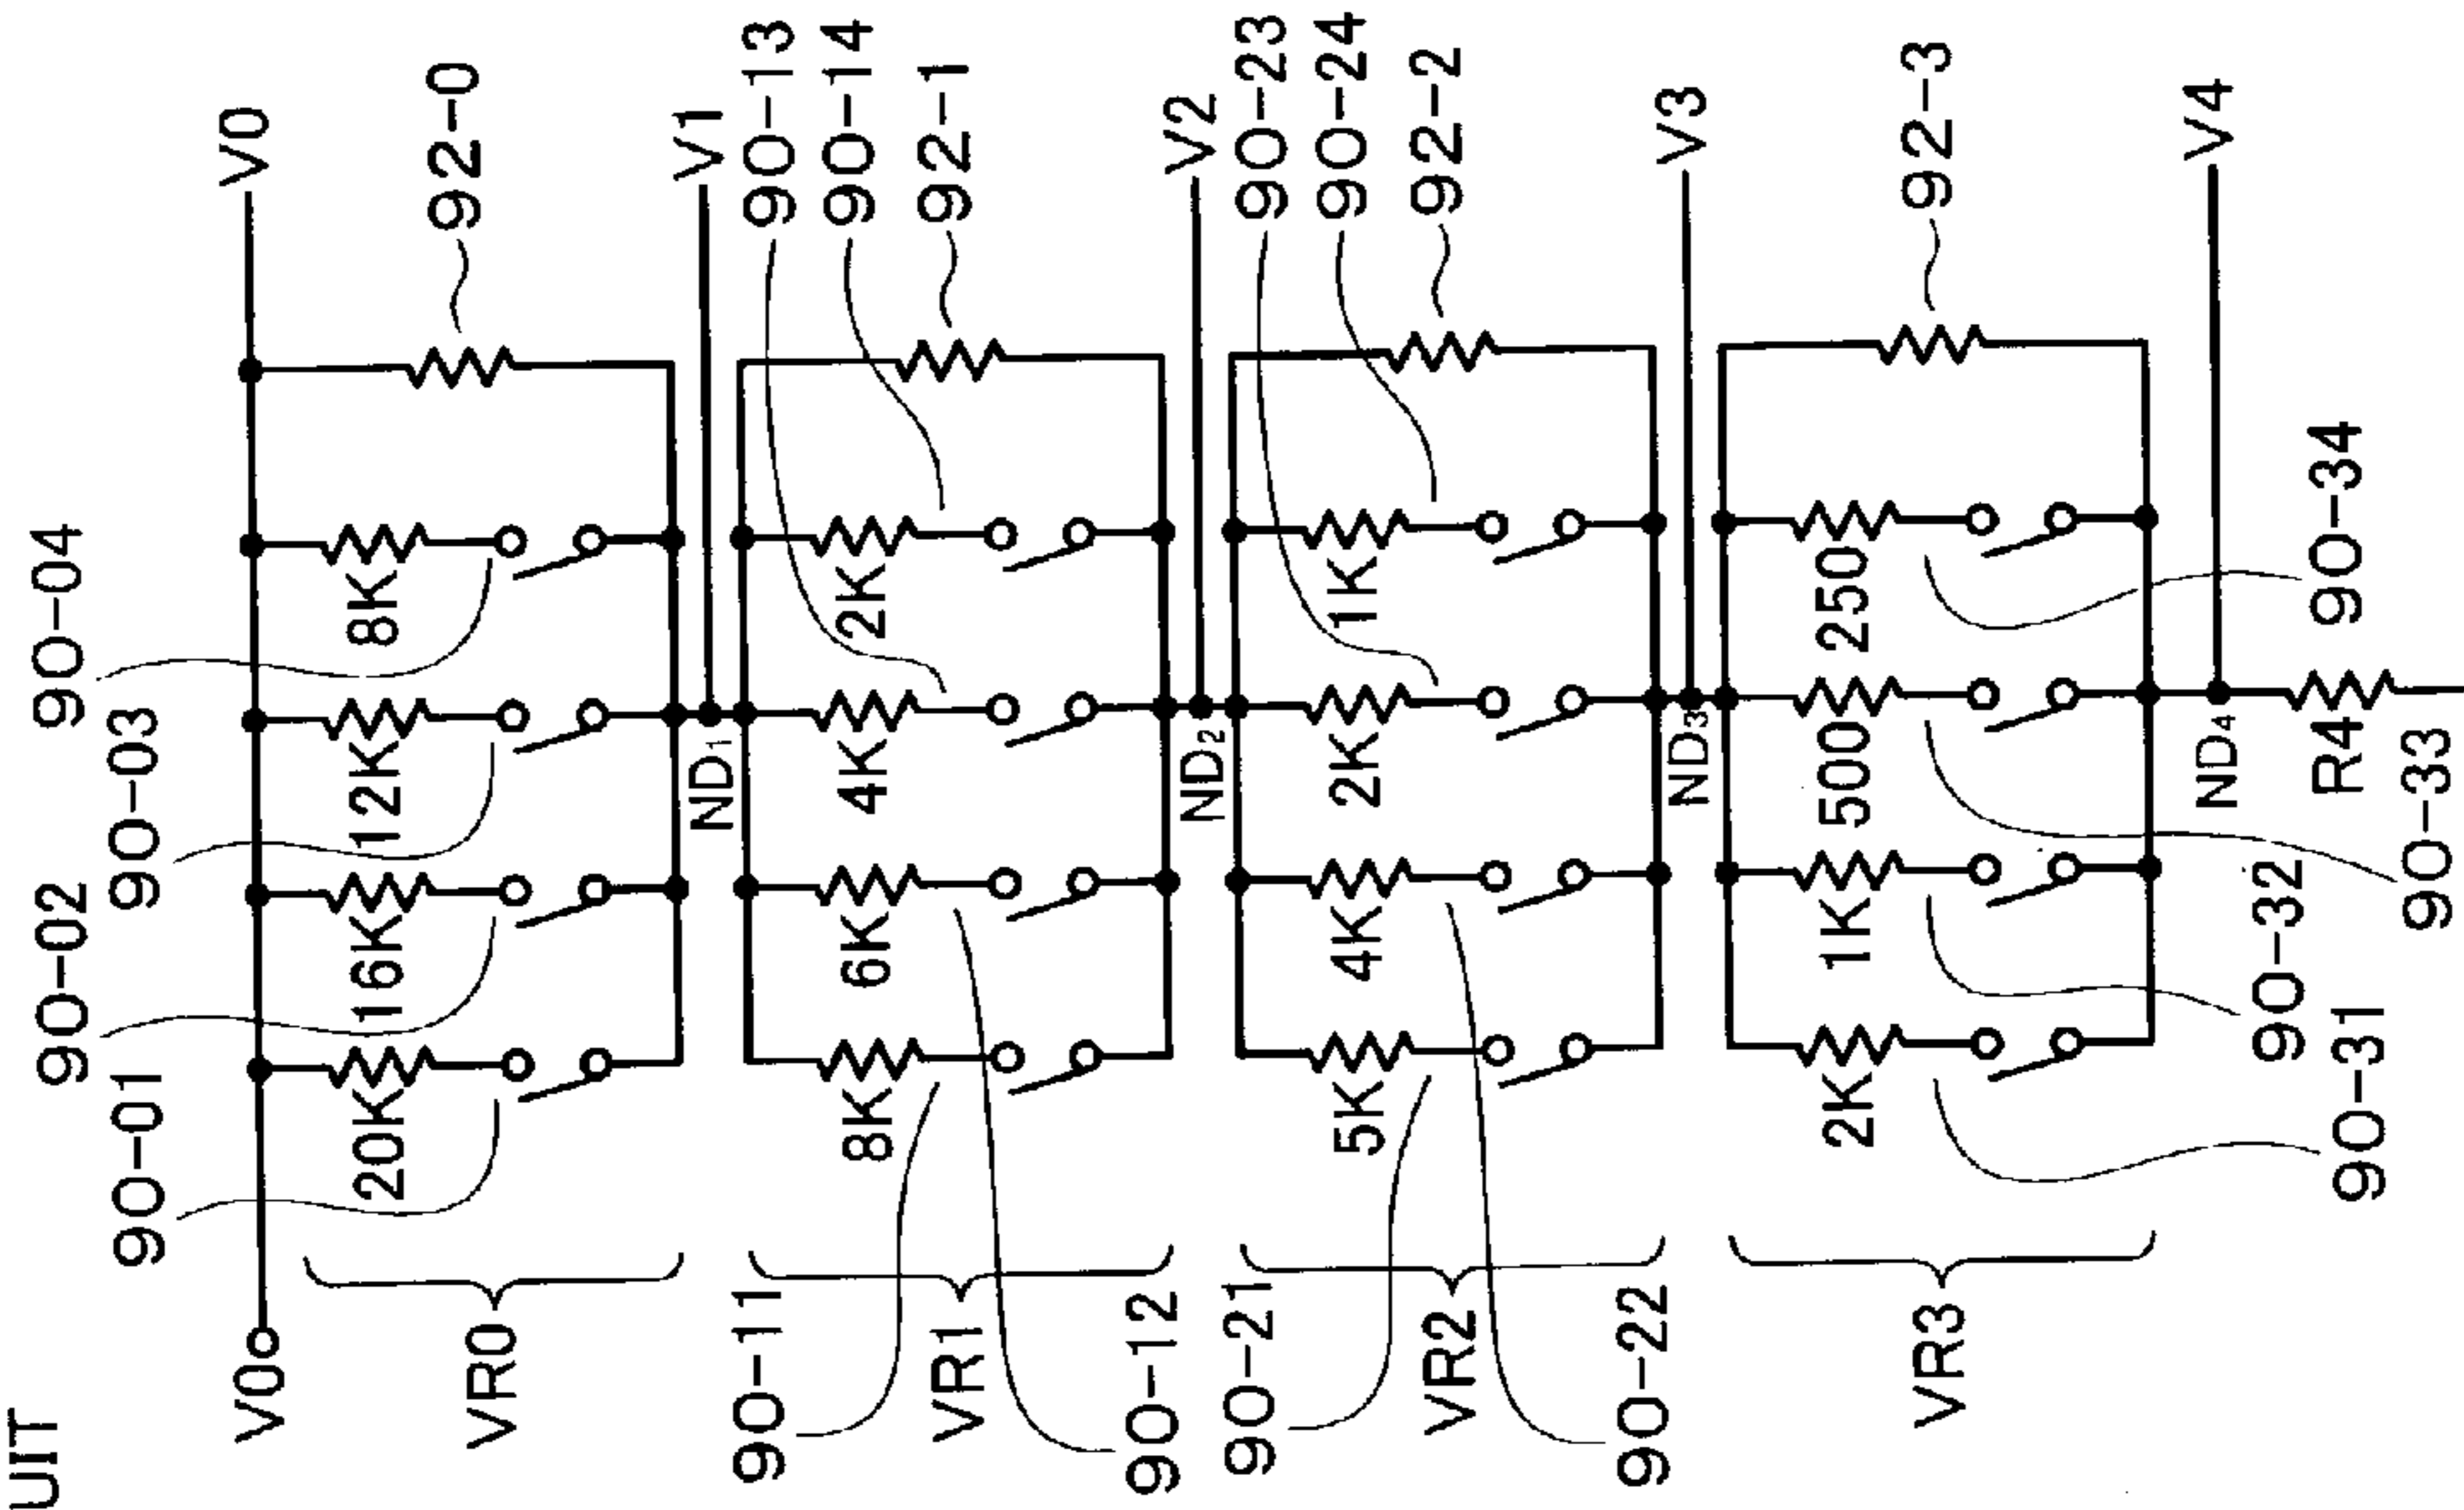 UIT
90-02 90-04
90-01 90-03
V0 V0
20K 16K 12K 8K
VR0 92-0
ND1 V1
90-11 90-13
90-14
8K 6K 4K 2K
VR1 92-1
90-12
ND2 V2
90-21 90-23
90-24
5K 4K 2K 1K
VR2 92-2
90-22
ND3 V3
2K 1K 500 250
VR3 92-3
ND4 V4
90-32
R4 90-34
90-31
90-33